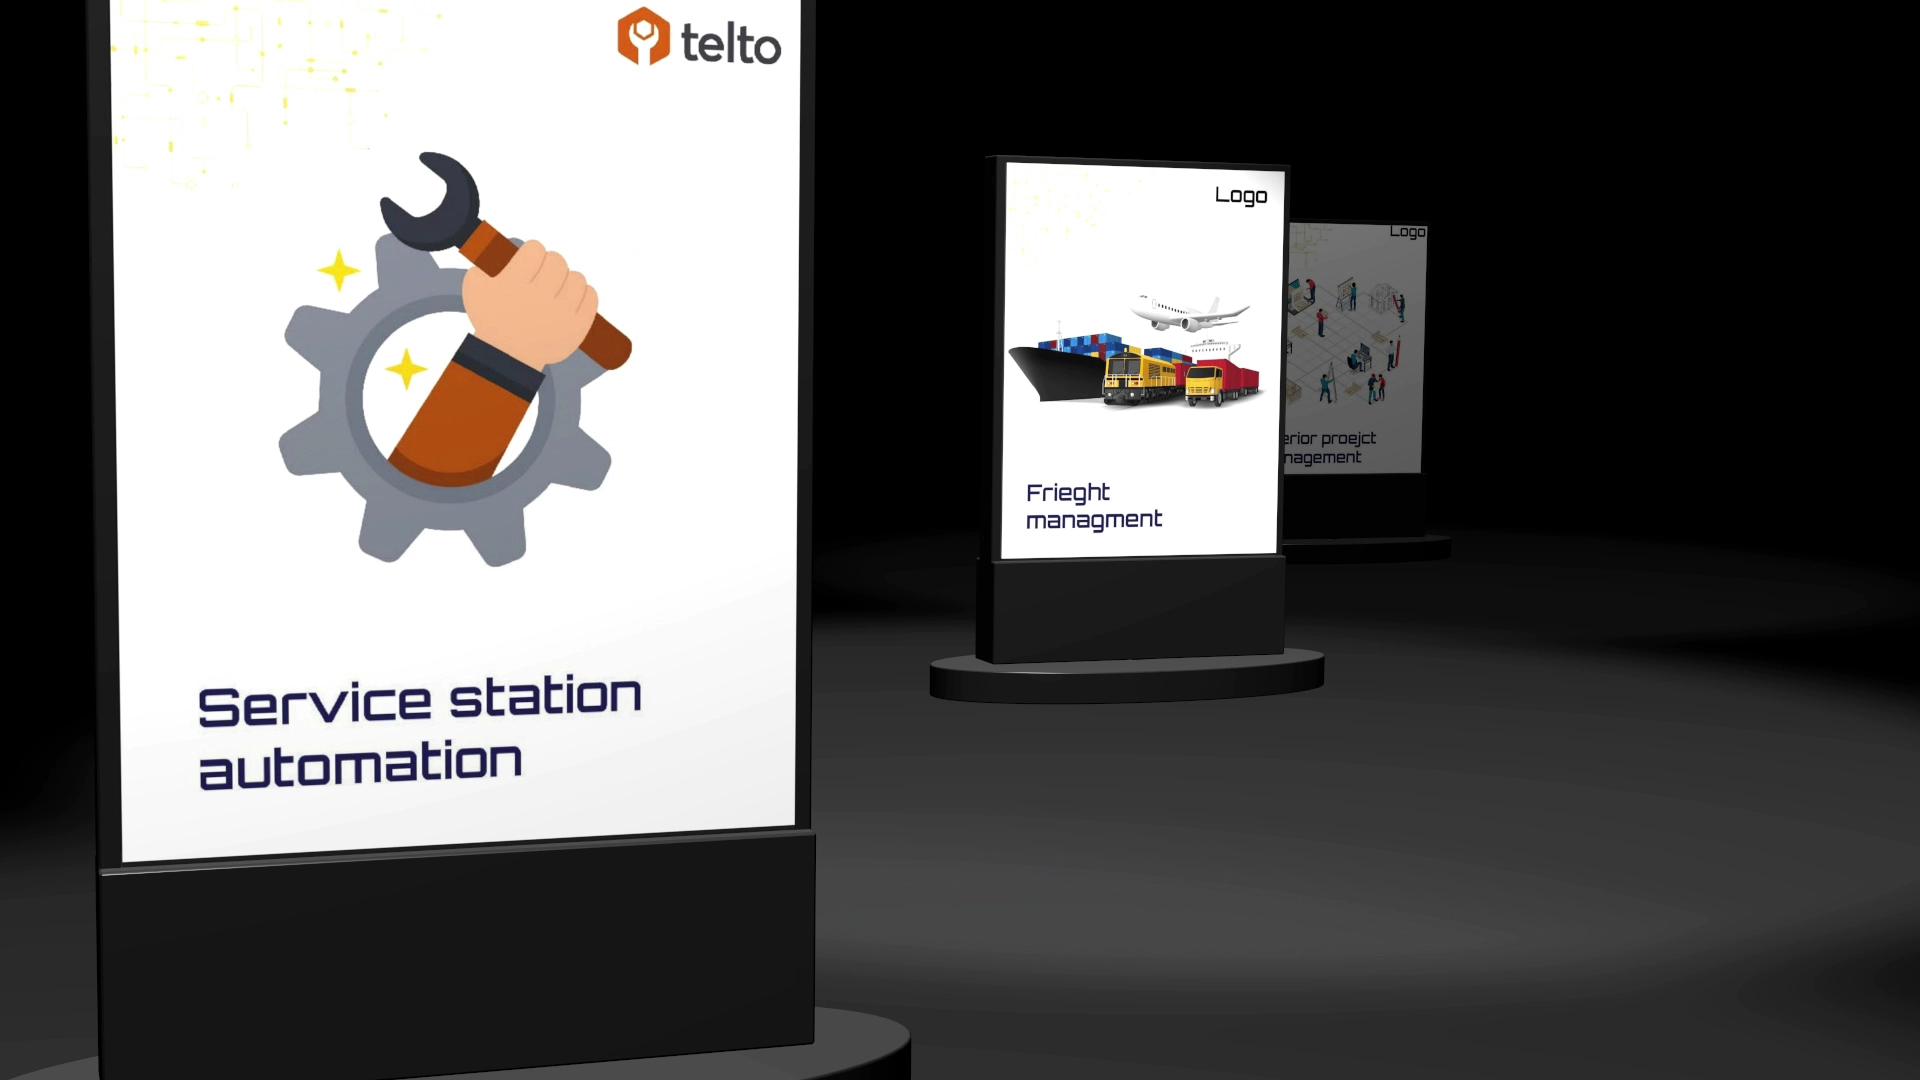 telto
Service station
automation
Logo
Frieght
managment
Logo
erior proejct
nagement